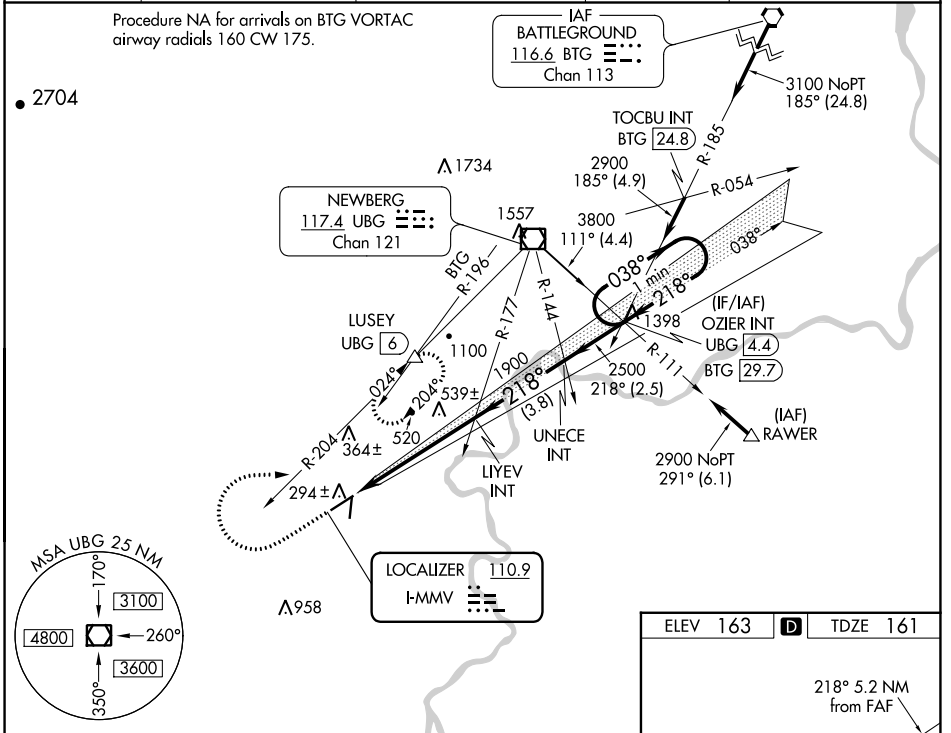 Procedure NA for arrivals on BTG VORTAC
airway radials 160 CW 175.
IAF
BATTLEGROUND
116.6 BTG
Chan 113
3100 NoPT
185° (24.8)
2704
TOCBU INT
BTG 24.8
R-185
1734
2900
185° (4.9)
R-054
NEWBERG
117.4 UBG
Chan 121
1557
3800
111° (4.4)
038°
038°
1 min
218°
BTG
R-196
R-177
R-144
(IF/IAF)
OZIER INT
UBG 4.4
BTG 29.7
1398
LUSEY
UBG 6
1100
1900
R-111
2500
218° (2.5)
024°
204°
539±
218°
(3.8)
520
364±
R-204
UNECE
INT
(IAF)
RAWER
LIYEV
INT
2900 NoPT
291° (6.1)
294±
MSA UBG 25 NM
170°
3100
4800
260°
3600
350°
LOCALIZER 110.9
I-MMV
958
ELEV 163 D TDZE 161
218° 5.2 NM
from FAF